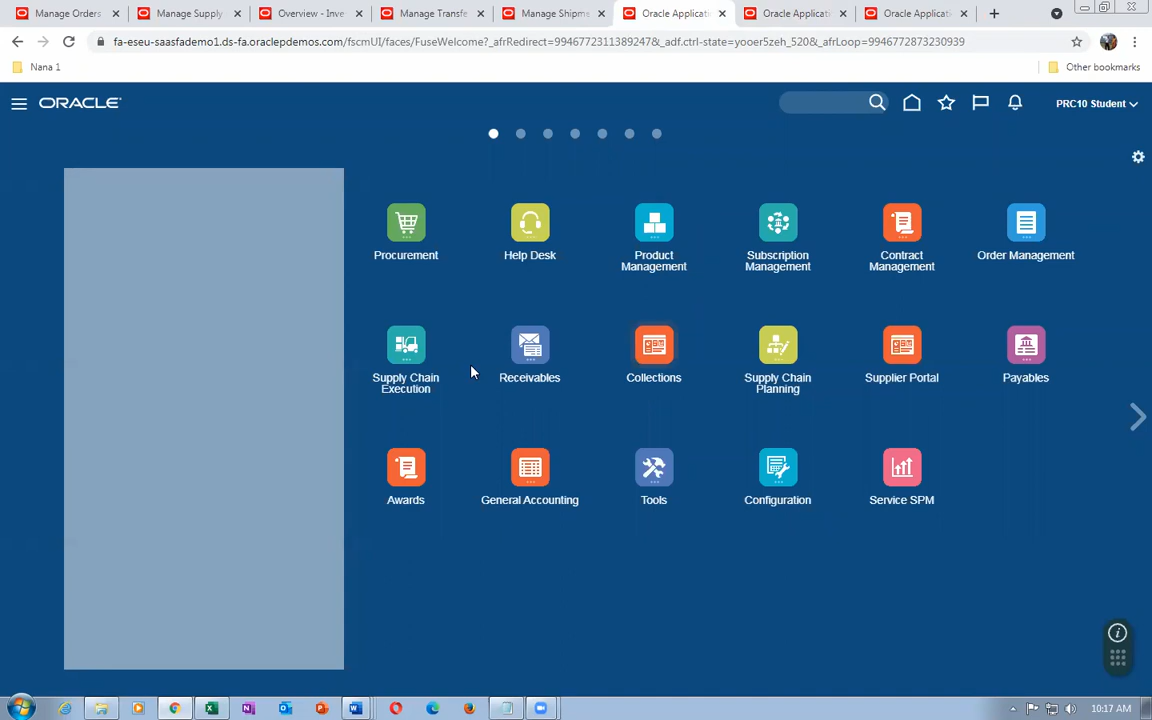 Manage Orders
Manage Supply
Overview - Inve
Manage Transfe
Manage Shipme
Oracle Applicati
Oracle Applicati
Oracle Applicati
fa-eseu-saasfademo1.ds-fa.oraclepdemos.com/fscmUI/faces/FuseWelcome?_afrRedirect=9946772311389247&_adf.ctrl-state=yooer5zeh_520&_afrLoop=9946772873230939
Nana 1
Other bookmarks
ORACLE
PRC10 Student
Procurement
Help Desk
Product
Management
Subscription
Management
Contract
Management
Order Management
Supply Chain
Execution
Receivables
Collections
Supply Chain
Planning
Supplier Portal
Payables
Awards
General Accounting
Tools
Configuration
Service SPM
10:17 AM